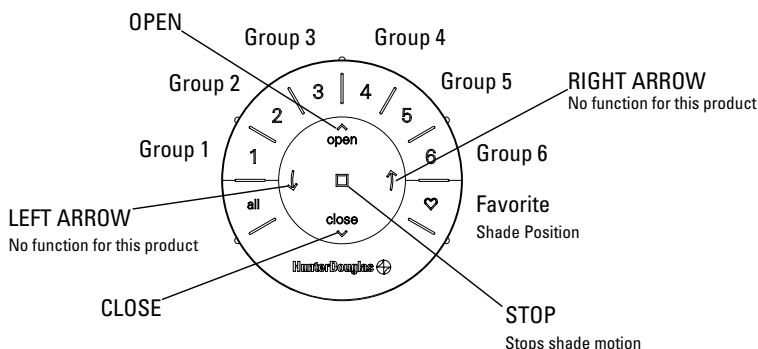 OPEN
Group 3
Group 4
Group 2
Group 5
RIGHT ARROW
No function for this product
3
4
2
5
open
Group 1
1
6
Group 6
all
Favorite
Shade Position
LEFT ARROW
No function for this product
close
HunterDouglas
CLOSE
STOP
Stops shade motion